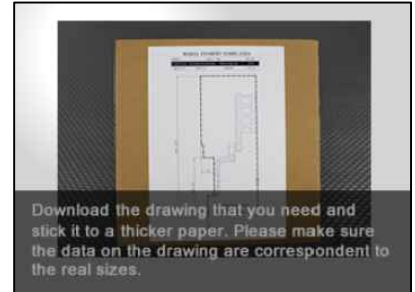 Download the drawing that you need and
stick it to a thicker paper. Please make sure
the data on the drawing are correspondent to
the real sizes.